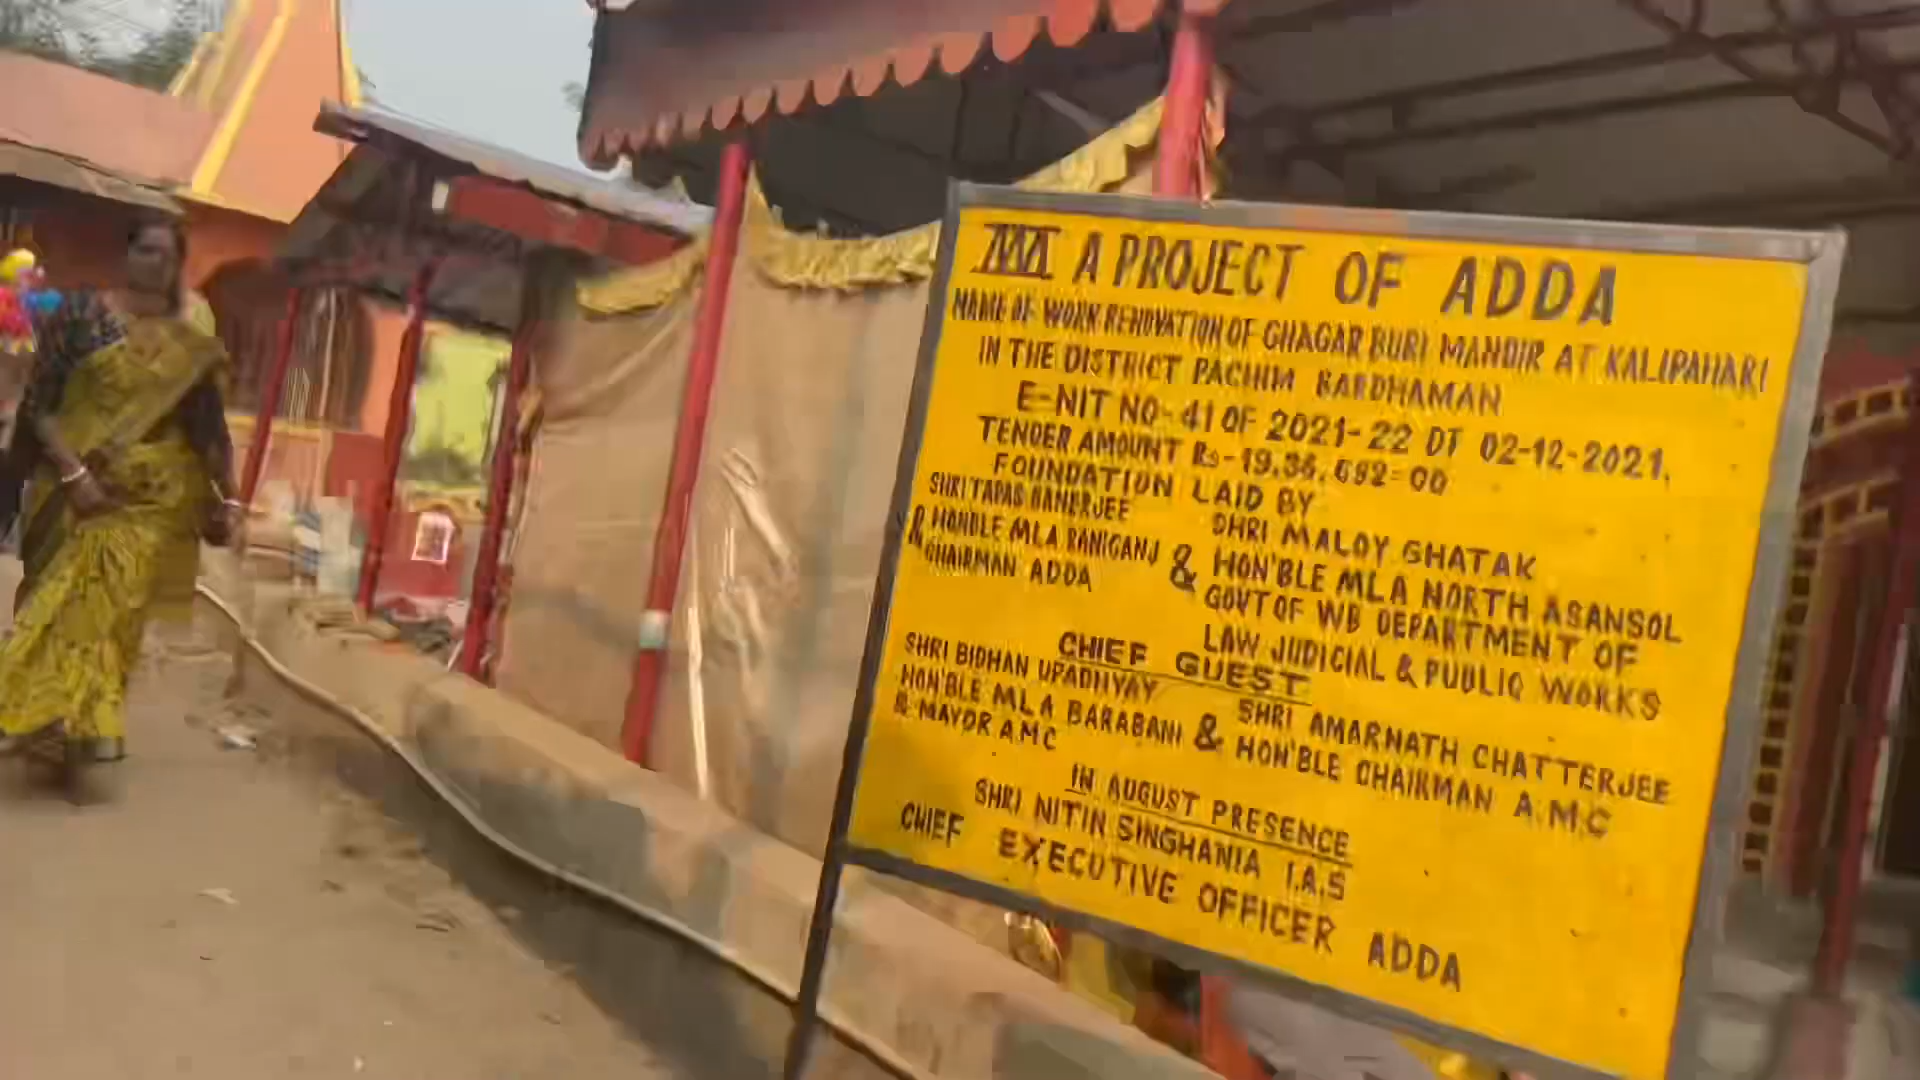 A PROJECT OF ADDA
NAME OF WORK RENOVATION OF GHAGAR BURI MANDIR AT KALIPAHARI
IN THE DISTRICT PACHIM BARDHAMAN
E-NIT NO-41 OF 2021-22 DT 02-12-2021.
TENDER AMOUNT Rs-19,36,692=00
FOUNDATION LAID BY
SHRI TAPAS BANERJEE
& HONBLE MLA RANIGANJ
CHAIRMAN ADDA
&
SHRI MALOY GHATAK
HON'BLE MLA NORTH ASANSOL
GOVT OF WB DEPARTMENT OF
LAW JUDICIAL & PUBLIC WORKS
CHIEF GUEST
SHRI BIDHAN UPADHYAY
HON'BLE MLA BARABANI
& MAYOR A.M.C
&
SHRI AMARNATH CHATTERJEE
HON'BLE CHAIRMAN A.M.C
IN AUGUST PRESENCE
SHRI NITIN SINGHANIA I.A.S
CHIEF EXECUTIVE OFFICER ADDA